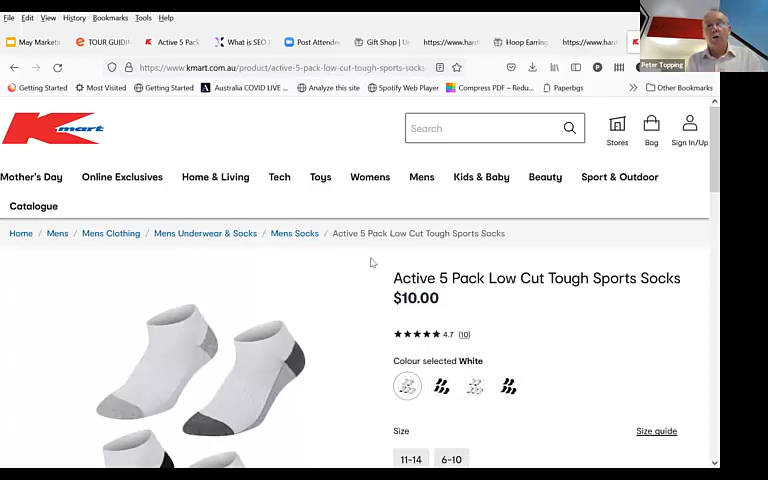 File Edit View History Bookmarks Tools Help
May Marketi TOUR GUIDI Active 5 Pack What is SEO Post Attende Gift Shop | U https://www.hard Hoop Earring https://www.hard
https://www.kmart.com.au/product/active-5-pack-low-cut-tough-sports-socks
Getting Started Most Visited Getting Started Australia COVID LIVE ... Analyze this site Spotify Web Player Compress PDF – Redu... Paperbgs Other Bookmarks
Peter Topping
Kmart
Search
Stores Bag Sign In/Up
Mother's Day Online Exclusives Home & Living Tech Toys Womens Mens Kids & Baby Beauty Sport & Outdoor
Catalogue
Home / Mens / Mens Clothing / Mens Underwear & Socks / Mens Socks / Active 5 Pack Low Cut Tough Sports Socks
Active 5 Pack Low Cut Tough Sports Socks
$10.00
4.7 (10)
Colour selected White
Size Size guide
11-14 6-10